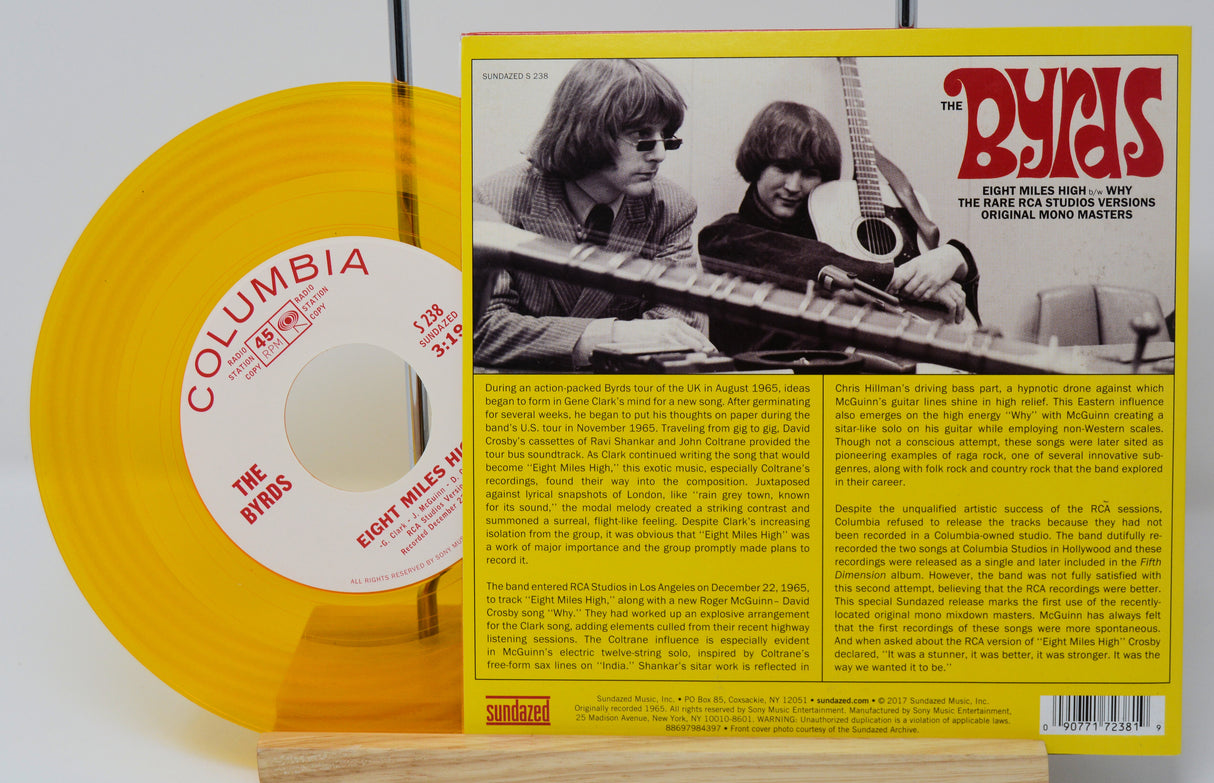 COLUMBIA
RADIO
STATION
COPY
45
RPM
RADIO
STATION
COPY
S 238
SUNDAZED
3:19
THE
BYRDS
EIGHT MILES
-G. Clark - J. McGuinn - D.
RCA Studios
Recorded December
ALL RIGHTS RESERVED BY SONY
SUNDAZED S 238
THE BYRDS
EIGHT MILES HIGH b/w WHY
THE RARE RCA STUDIOS VERSIONS
ORIGINAL MONO MASTERS
During an action-packed Byrds tour of the UK in August 1965, ideas
began to form in Gene Clark's mind for a new song. After germinating
for several weeks, he began to put his thoughts on paper during the
band's U.S. tour in November 1965. Traveling from gig to gig, David
Crosby's cassettes of Ravi Shankar and John Coltrane provided the
tour bus soundtrack. As Clark continued writing the song that would
become "Eight Miles High," this exotic music, especially Coltrane's
recordings, found their way into the composition. Juxtaposed
against lyrical snapshots of London, like "rain grey town, known
for its sound," the modal melody created a striking contrast and
summoned a surreal, flight-like feeling. Despite Clark's increasing
isolation from the group, it was obvious that "Eight Miles High" was
a work of major importance and the group promptly made plans to
record it.
The band entered RCA Studios in Los Angeles on December 22, 1965,
to track "Eight Miles High," along with a new Roger McGuinn– David
Crosby song "Why." They had worked up an explosive arrangement
for the Clark song, adding elements culled from their recent highway
listening sessions. The Coltrane influence is especially evident
in McGuinn's electric twelve-string solo, inspired by Coltrane's
free-form sax lines on "India." Shankar's sitar work is reflected in
Chris Hillman's driving bass part, a hypnotic drone against which
McGuinn's guitar lines shine in high relief. This Eastern influence
also emerges on the high energy "Why" with McGuinn creating a
sitar-like solo on his guitar while employing non-Western scales.
Though not a conscious attempt, these songs were later sited as
pioneering examples of raga rock, one of several innovative sub-
genres, along with folk rock and country rock that the band explored
in their career.
Despite the unqualified artistic success of the RCÃ sessions,
Columbia refused to release the tracks because they had not
been recorded in a Columbia-owned studio. The band dutifully re-
recorded the two songs at Columbia Studios in Hollywood and these
recordings were released as a single and later included in the Fifth
Dimension album. However, the band was not fully satisfied with
this second attempt, believing that the RCA recordings were better.
This special Sundazed release marks the first use of the recently-
located original mono mixdown masters. McGuinn has always felt
that the first recordings of these songs were more spontaneous.
And when asked about the RCA version of "Eight Miles High" Crosby
declared, "It was a stunner, it was better, it was stronger. It was the
way we wanted it to be."
sundazed
Sundazed Music, Inc. • PO Box 85, Coxsackie, NY 12051 • sundazed.com • © 2017 Sundazed Music, Inc.
Originally recorded 1965. All rights reserved by Sony Music Entertainment. Manufactured by Sony Music Entertainment,
25 Madison Avenue, New York, NY, 10010-8601. WARNING: Unauthorized duplication is a violation of applicable laws.
88697984397 • Front cover photo courtesy of the Sundazed Archive.
0 90771 72381 9